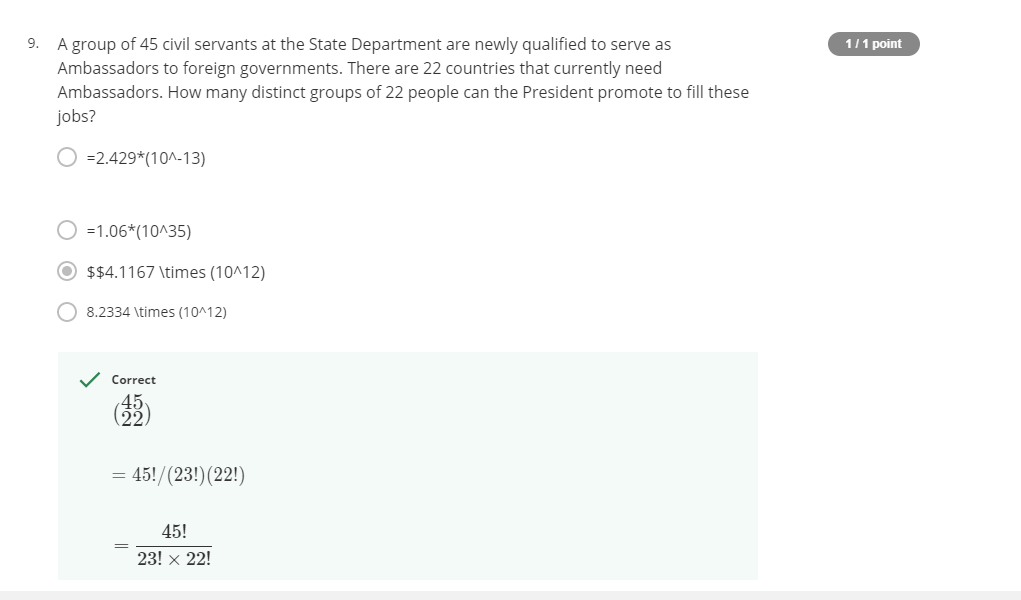 9. A group of 45 civil servants at the State Department are newly qualified to serve as
1 / 1 point
Ambassadors to foreign governments. There are 22 countries that currently need
Ambassadors. How many distinct groups of 22 people can the President promote to fill these
jobs?
=2.429*(10^-13)
=1.06*(10^35)
$$4.1167 \times (10^12)
8.2334 \times (10^12)
Correct
(45
22)
= 45!/(23!)(22!)
= 45!
23! × 22!